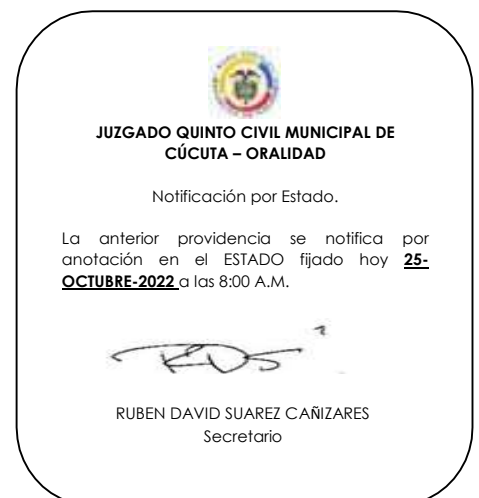 JUZGADO QUINTO CIVIL MUNICIPAL DE
CÚCUTA – ORALIDAD
Notificación por Estado.
La anterior providencia se notifica por
anotación en el ESTADO fijado hoy 25-
OCTUBRE-2022 a las 8:00 A.M.
RUBEN DAVID SUAREZ CAÑIZARES
Secretario